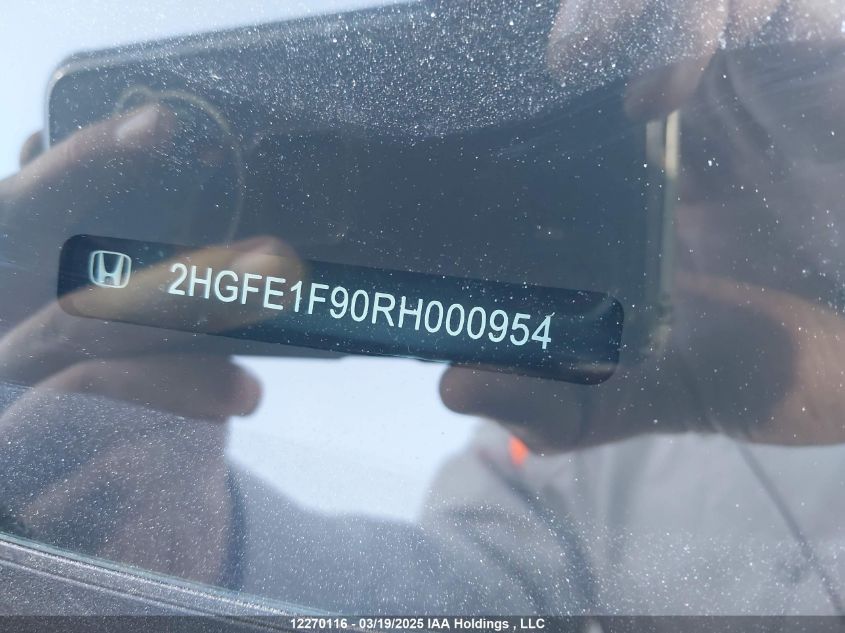 2HGFE1F90RH000954
12270116 - 03/19/2025 IAA Holdings , LLC